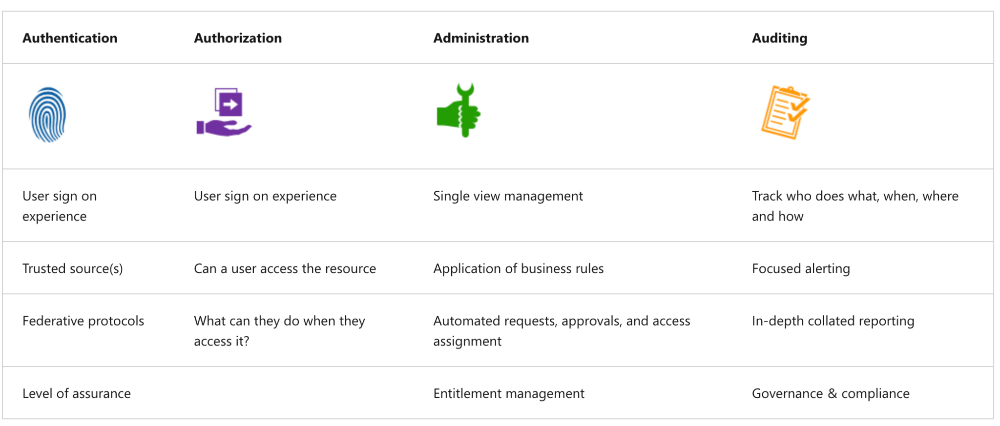 Authentication Authorization Administration Auditing
User sign on User sign on experience Single view management Track who does what, when, where
experience and how
Trusted source(s) Can a user access the resource Application of business rules Focused alerting
Federative protocols What can they do when they Automated requests, approvals, and access In-depth collated reporting
access it? assignment
Level of assurance Entitlement management Governance & compliance